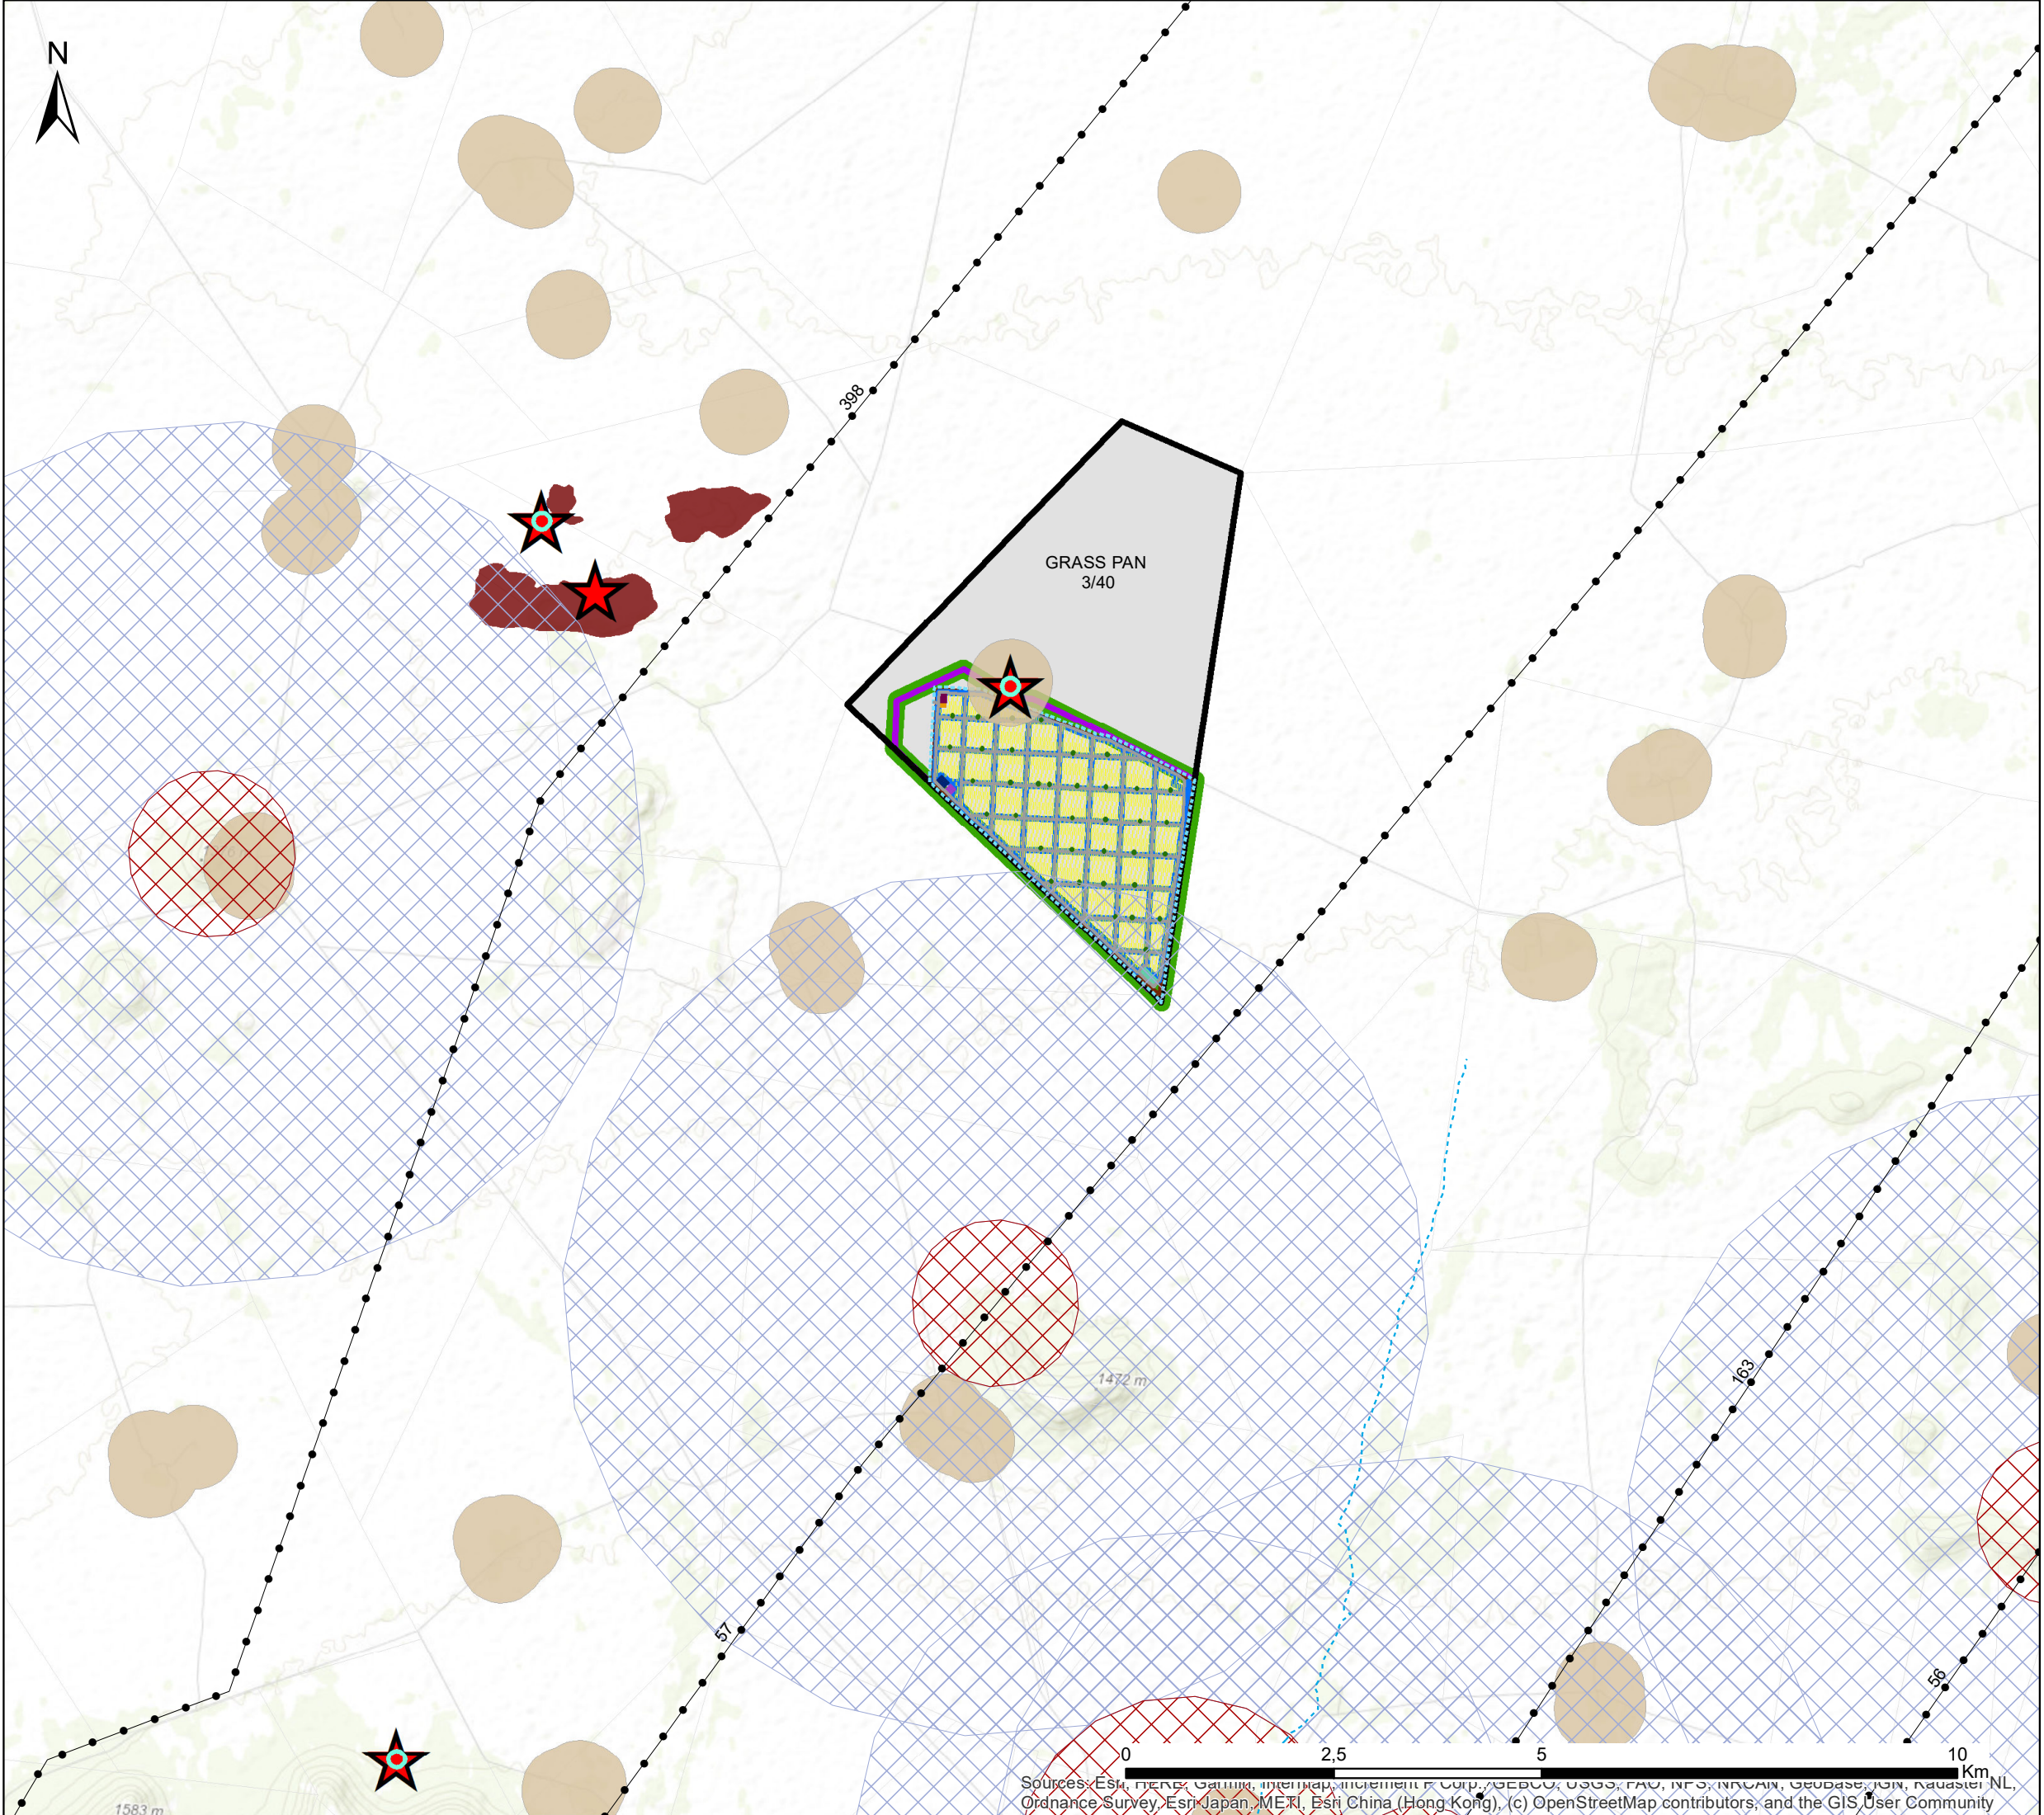 N
398
GRASS PAN
3/40
1472 m
163
57
56
0 2,5 5 10
Km
Sources: Esri, HERE, Garmin, Intermap, increment P Corp., GEBCO, USGS, FAO, NPS, NRCAN, GeoBase, IGN, Kadaster NL,
Ordnance Survey, Esri Japan, METI, Esri China (Hong Kong), (c) OpenStreetMap contributors, and the GIS User Community
1583 m